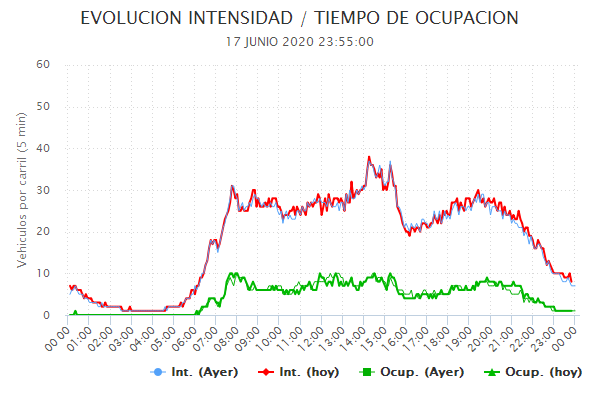 EVOLUCION INTENSIDAD / TIEMPO DE OCUPACION
17 JUNIO 2020 23:55:00
Vehículos por carril (5 min)
60
50
40
30
20
10
0
00:00 01:00 02:00 03:00 04:00 05:00 06:00 07:00 08:00 09:00 10:00 11:00 12:00 13:00 14:00 15:00 16:00 17:00 18:00 19:00 20:00 21:00 22:00 23:00 00:00
Int. (Ayer) Int. (hoy) Ocup. (Ayer) Ocup. (hoy)